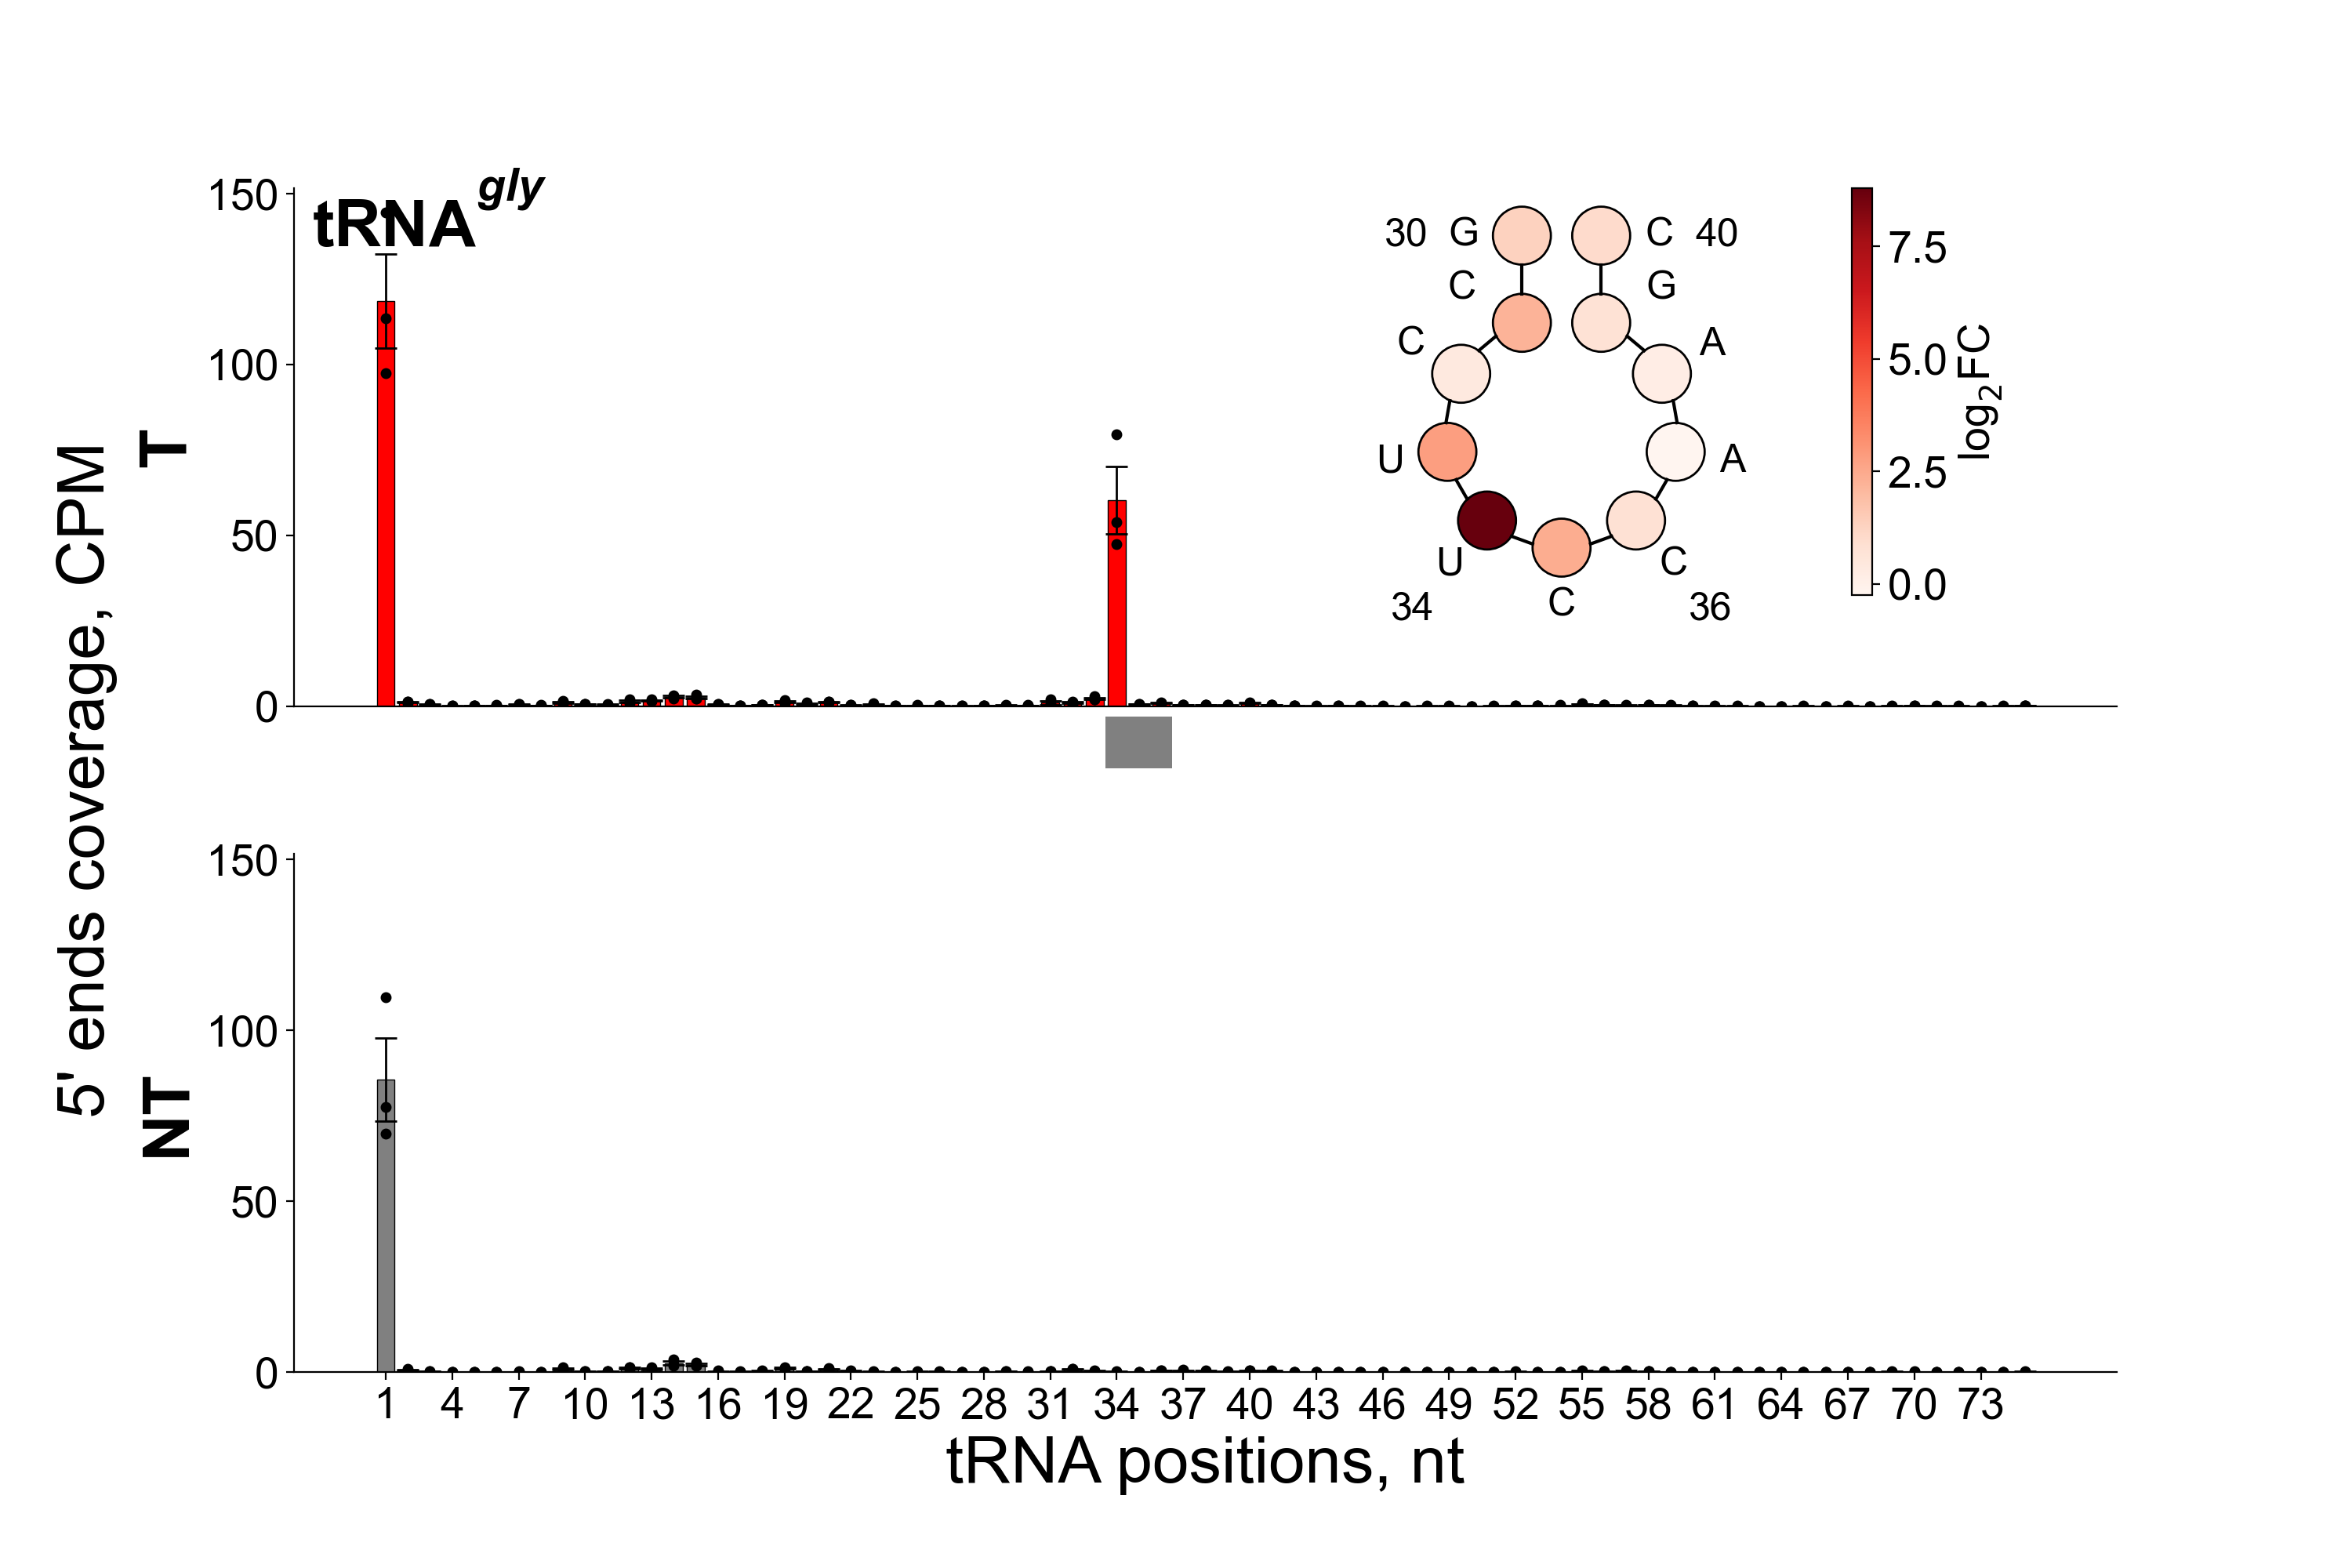 tRNAgly
5' ends coverage, CPM
T
150
100
50
0
30 G C 40
C G
C A
U A
U C
34 C 36
7.5
5.0
2.5
0.0
log2FC
NT
150
100
50
0
1 4 7 10 13 16 19 22 25 28 31 34 37 40 43 46 49 52 55 58 61 64 67 70 73
tRNA positions, nt